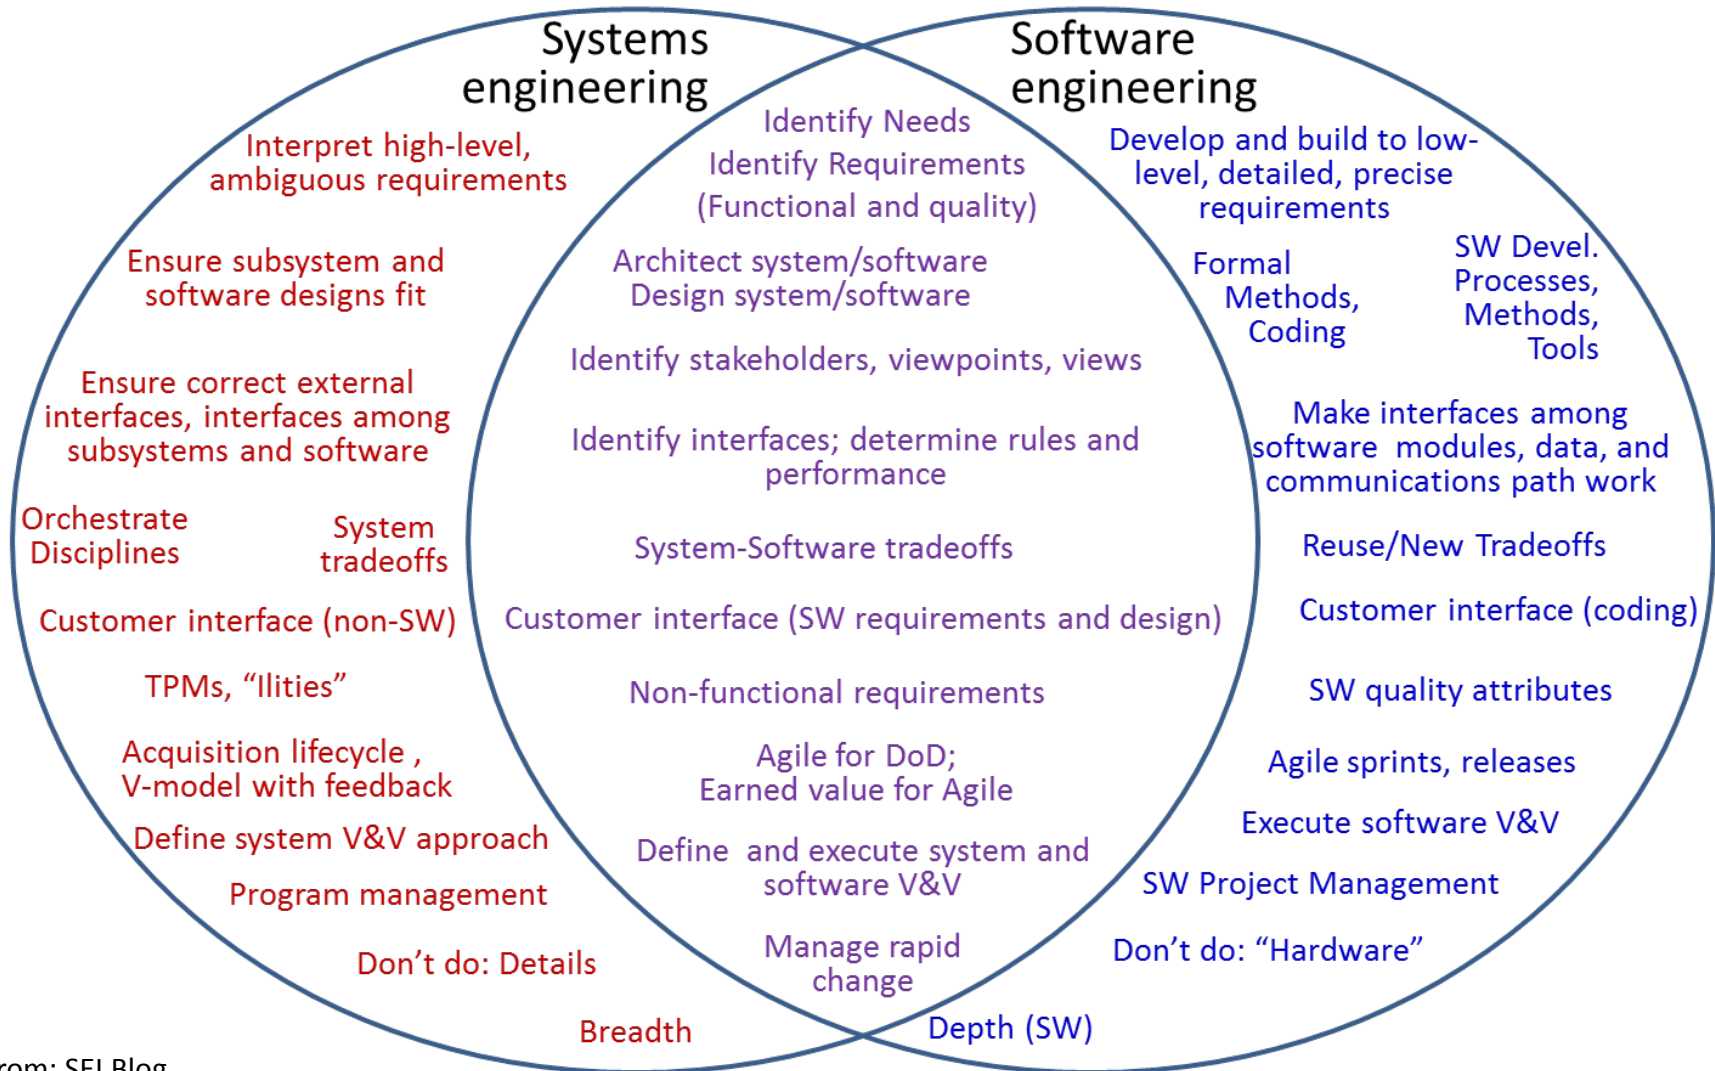 Systems
engineering
Interpret high-level,
ambiguous requirements
Ensure subsystem and
software designs fit
Ensure correct external
interfaces, interfaces among
subsystems and software
Orchestrate
Disciplines
System
tradeoffs
Customer interface (non-SW)
TPMs, “Ilities”
Acquisition lifecycle ,
V-model with feedback
Define system V&V approach
Program management
Don’t do: Details
Breadth
Identify Needs
Identify Requirements
(Functional and quality)
Architect system/software
Design system/software
Identify stakeholders, viewpoints, views
Identify interfaces; determine rules and
performance
System-Software tradeoffs
Customer interface (SW requirements and design)
Non-functional requirements
Agile for DoD;
Earned value for Agile
Define and execute system and
software V&V
Manage rapid
change
Software
engineering
Develop and build to low-
level, detailed, precise
requirements
Formal
Methods,
Coding
SW Devel.
Processes,
Methods,
Tools
Make interfaces among
software modules, data, and
communications path work
Reuse/New Tradeoffs
Customer interface (coding)
SW quality attributes
Agile sprints, releases
Execute software V&V
SW Project Management
Don’t do: “Hardware”
Depth (SW)
rom: SEI Blog